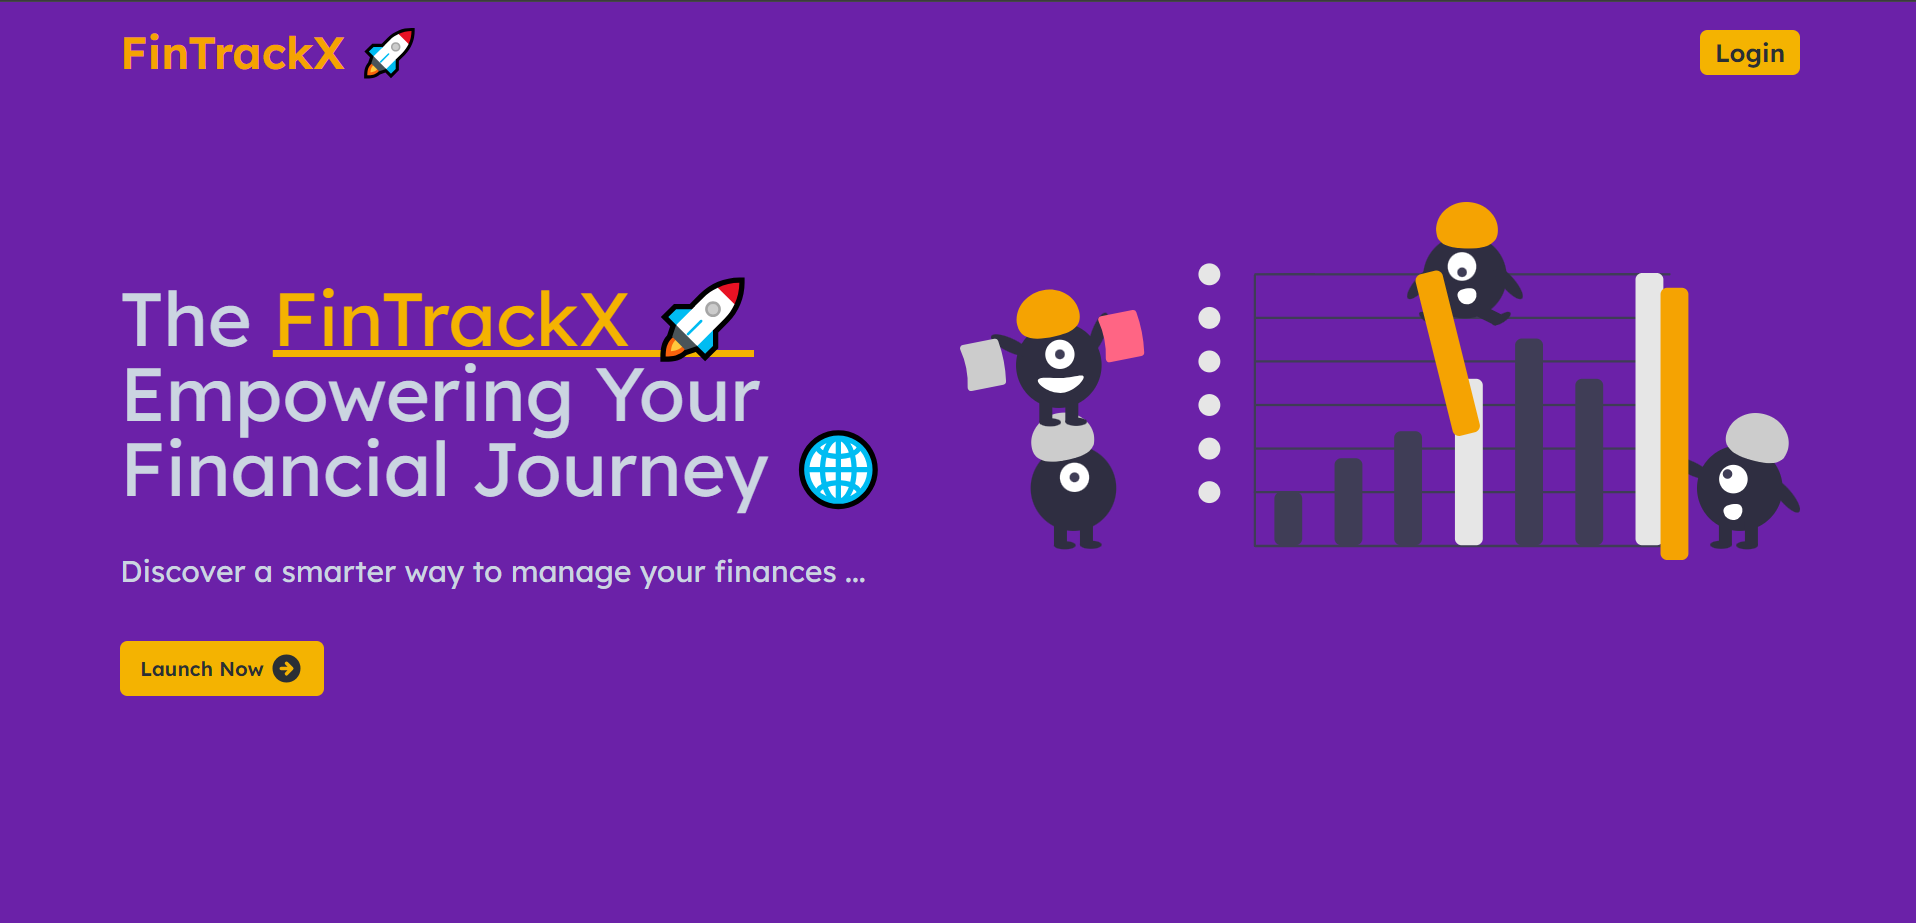 FinTrackX 🚀
Login
The FinTrackX 🚀
Empowering Your
Financial Journey 🌐
Discover a smarter way to manage your finances ...
Launch Now